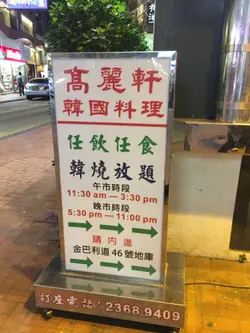 高麗軒
韓國料理
任飲任食
韓燒放題
午市時段
11:30 am — 3:30 pm
晚市時段
5:30 pm — 11:00 pm
→ → → →
請內進
金巴利道46號地庫
→ → → →
訂座電話：2368 9409